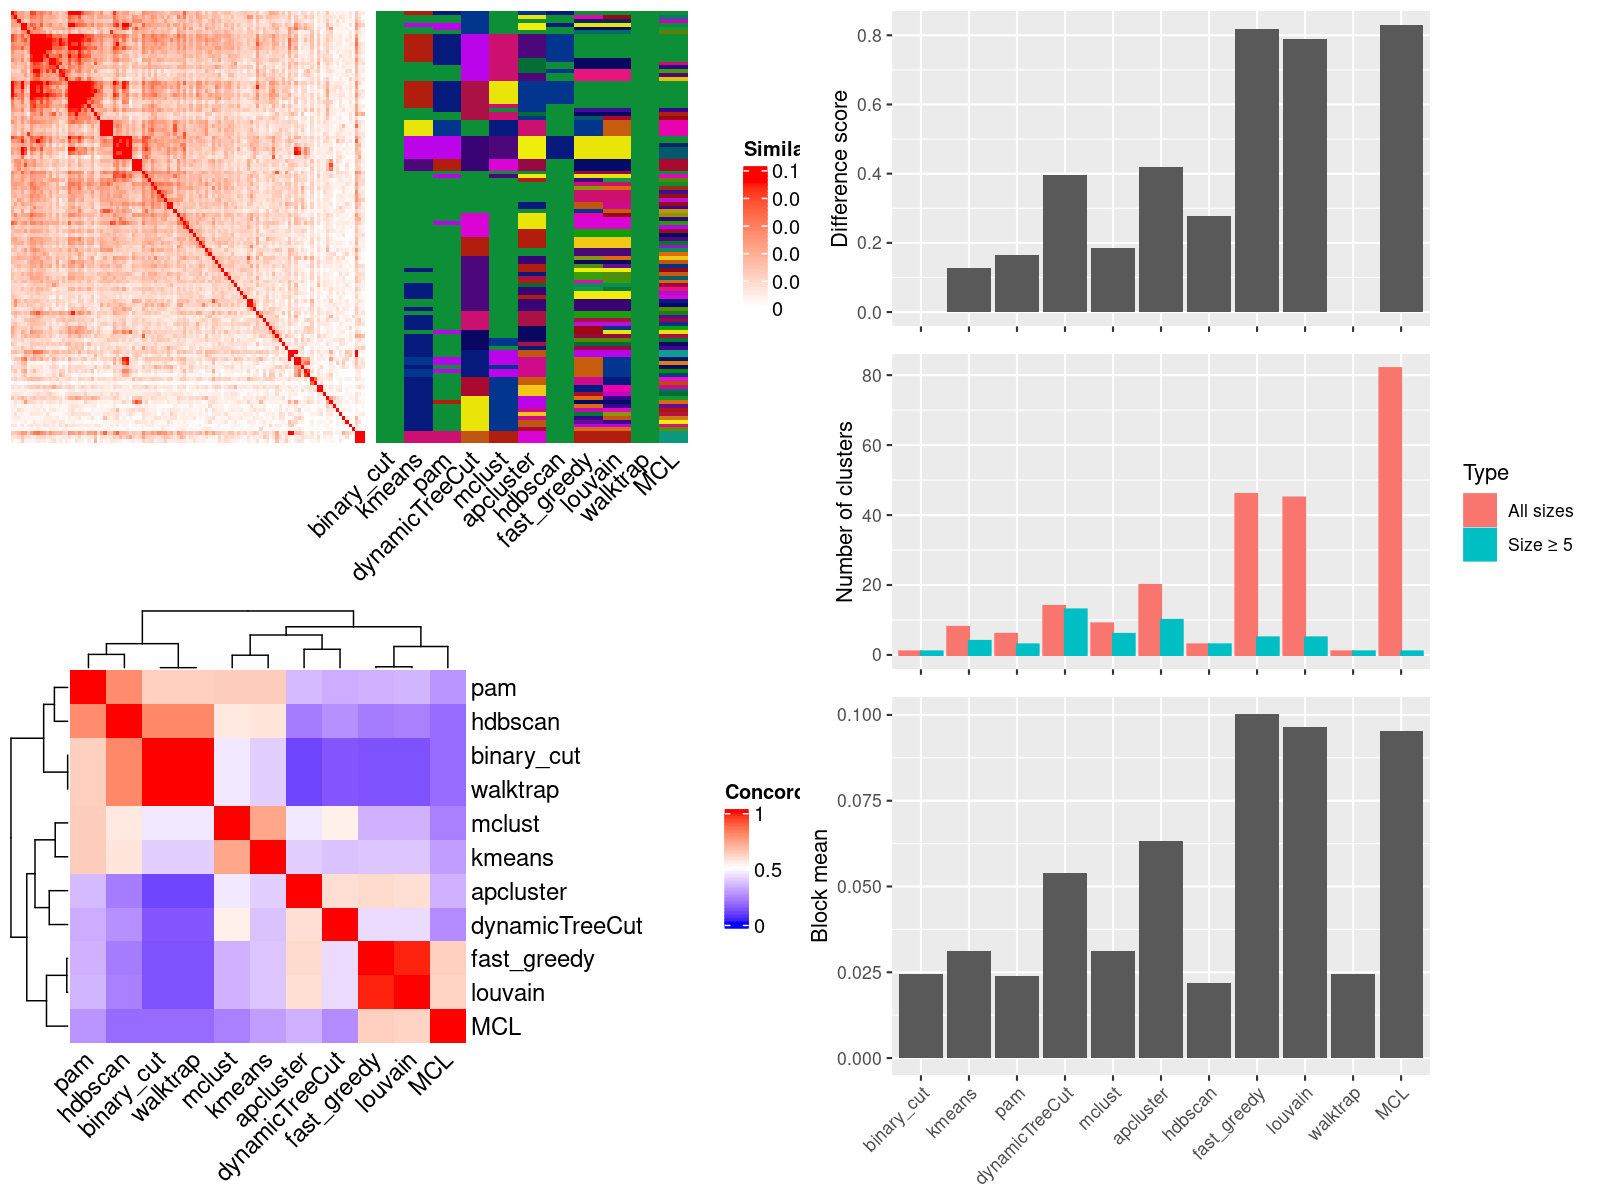 Simila
0.1
0.0
0.0
0.0
0.0
0
binary_cut
kmeans
pam
dynamicTreeCut
mclust
apcluster
hdbscan
fast_greedy
louvain
walktrap
MCL
pam
hdbscan
binary_cut
walktrap
mclust
kmeans
apcluster
dynamicTreeCut
fast_greedy
louvain
MCL
pam
hdbscan
binary_cut
walktrap
mclust
kmeans
apcluster
dynamicTreeCut
fast_greedy
louvain
MCL
Concord
1
0.5
0
Difference score
0.8
0.6
0.4
0.2
0.0
Number of clusters
80
60
40
20
0
Type
All sizes
Size ≥ 5
Block mean
0.100
0.075
0.050
0.025
0.000
binary_cut
kmeans
pam
dynamicTreeCut
mclust
apcluster
hdbscan
fast_greedy
louvain
walktrap
MCL